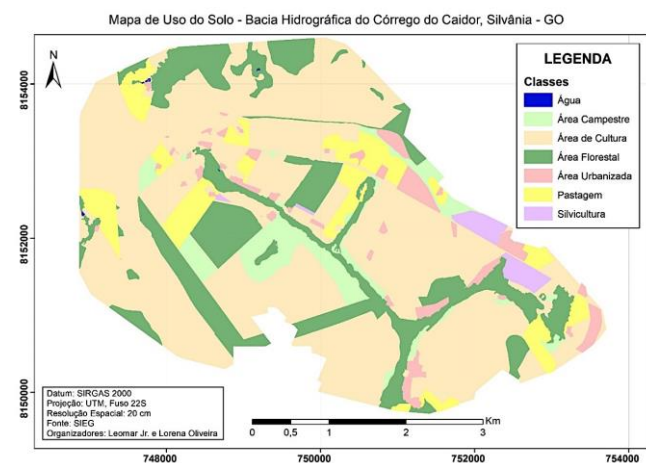 Mapa de Uso do Solo - Bacia Hidrográfica do Córrego do Caidor, Silvânia - GO
N
LEGENDA
Classes
Água
Área Campestre
Área de Cultura
Área Florestal
Área Urbanizada
Pastagem
Silvicultura
8154000
8152000
8150000
Datum: SIRGAS 2000
Projeção: UTM, Fuso 22S
Resolução Espacial: 20 cm
Fonte: SIEG
Organizadores: Leomar Jr. e Lorena Oliveira
Km
0 0,5 1 2 3
748000 750000 752000 754000